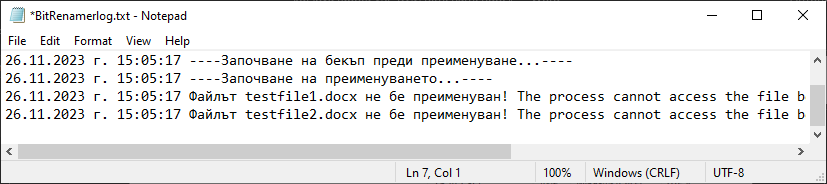 *BitRenamerlog.txt - Notepad
File Edit Format View Help
26.11.2023 г. 15:05:17 ----Започване на бекъп преди преименуване...----
26.11.2023 г. 15:05:17 ----Започване на преименуването...----
26.11.2023 г. 15:05:17 Файлът testfile1.docx не бе преименуван! The process cannot access the file b
26.11.2023 г. 15:05:17 Файлът testfile2.docx не бе преименуван! The process cannot access the file b
Ln 7, Col 1 100% Windows (CRLF) UTF-8